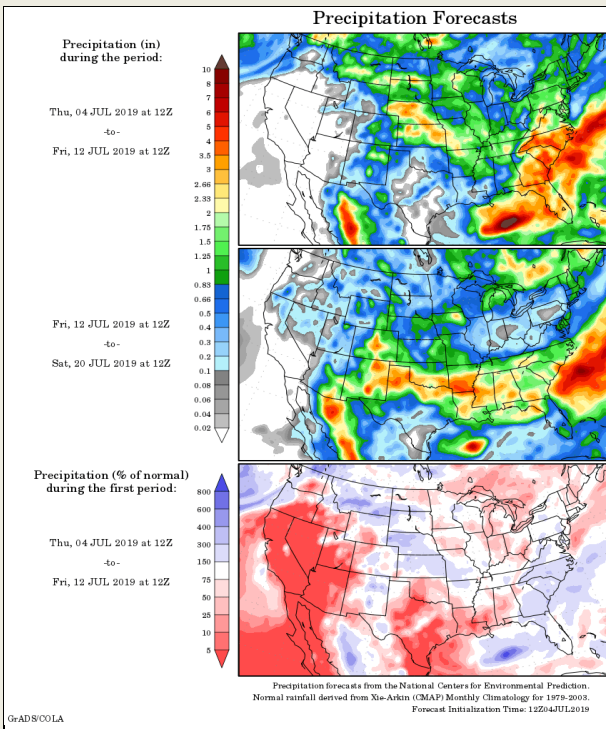 Precipitation Forecasts
Precipitation (in)
during the period:
Thu, 04 JUL 2019 at 12Z
-to-
Fri, 12 JUL 2019 at 12Z
10
8
7
6
5
4
3.5
3
2.66
2.33
2
1.75
1.5
1.25
1
0.83
0.66
0.5
0.4
0.3
0.2
0.1
0.08
0.06
0.04
0.02
Fri, 12 JUL 2019 at 12Z
-to-
Sat, 20 JUL 2019 at 12Z
Precipitation (% of normal)
during the first period:
Thu, 04 JUL 2019 at 12Z
-to-
Fri, 12 JUL 2019 at 12Z
800
600
400
300
150
75
50
25
10
5
Precipitation forecasts from the National Centers for Environmental Prediction.
Normal rainfall derived from Xie-Arkin (CMAP) Monthly Climatology for 1979-2003.
Forecast Initialization Time: 12Z04JUL2019
GrADS/COLA